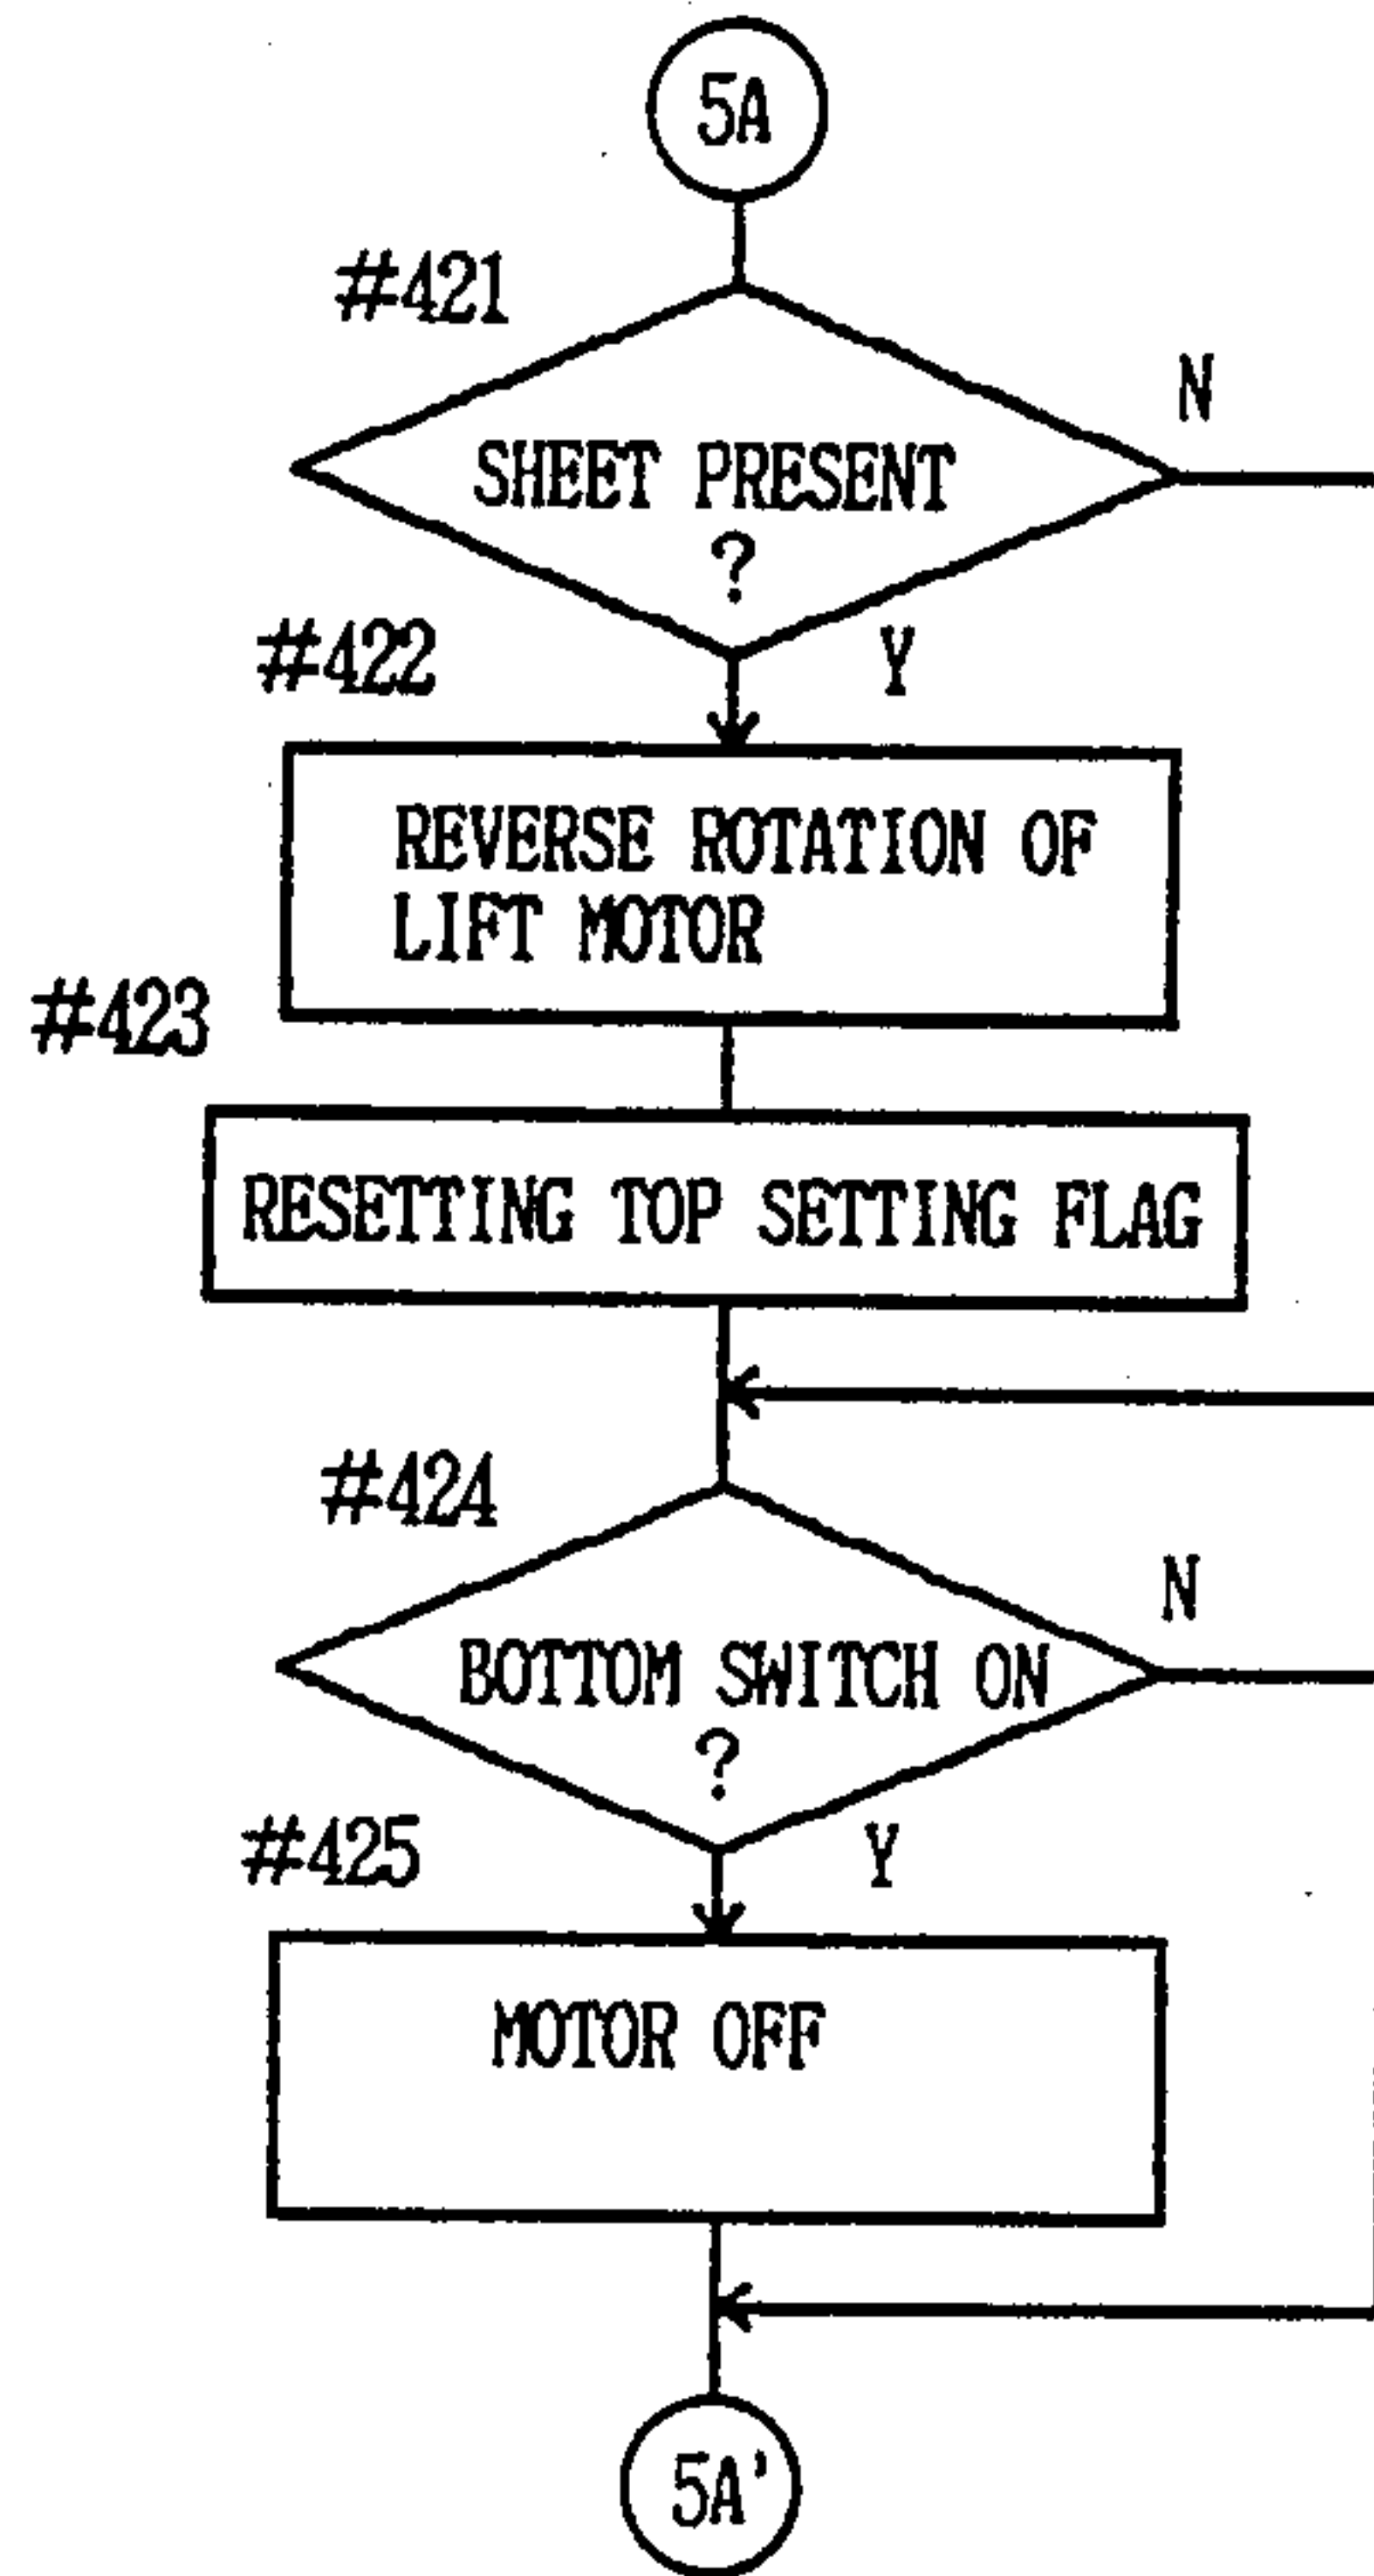 5A
#421
N
SHEET PRESENT
?
#422
Y
REVERSE ROTATION OF
LIFT MOTOR
#423
RESETTING TOP SETTING FLAG
#424
N
BOTTOM SWITCH ON
?
#425
Y
MOTOR OFF
5A'